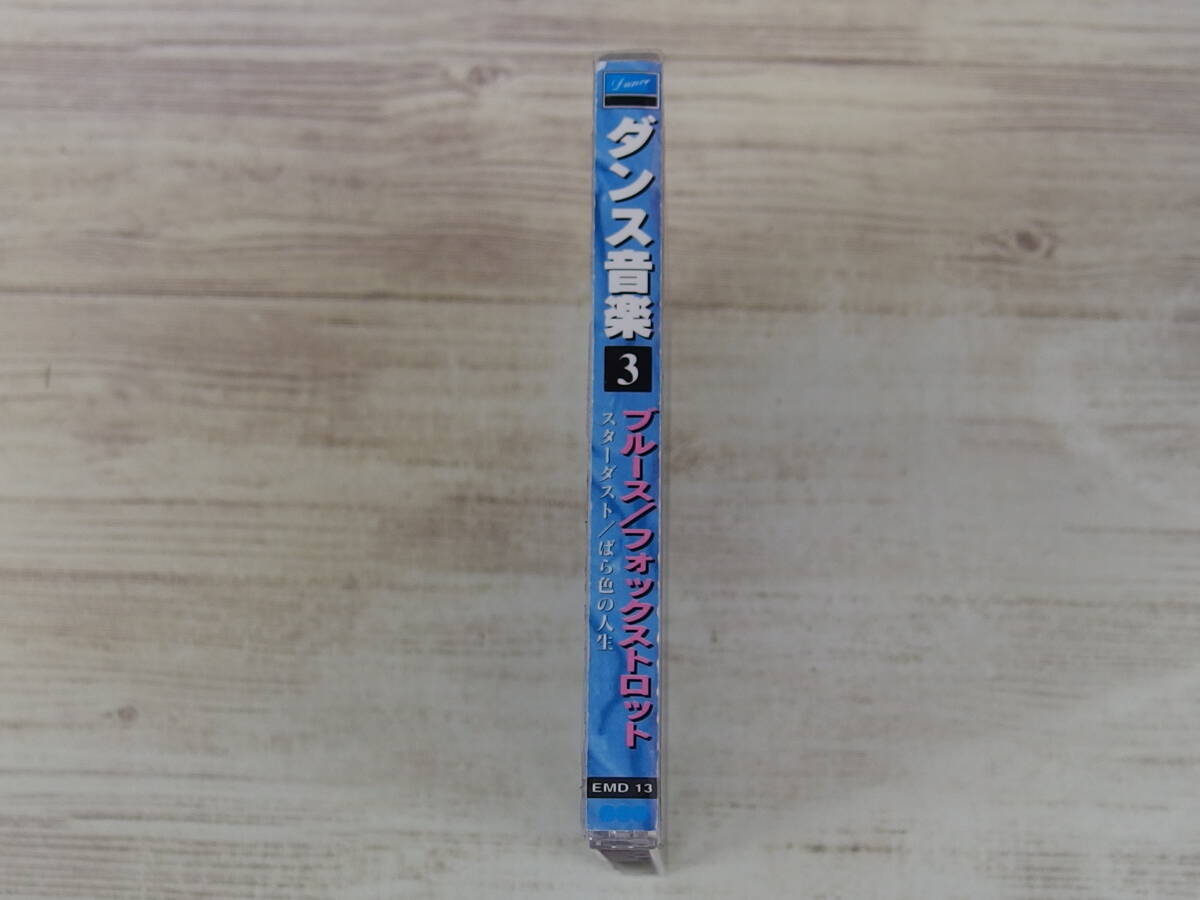 Dance
ダンス音楽
3
ブルース/フォックストロット
スターダスト/ばら色の人生
EMD 13